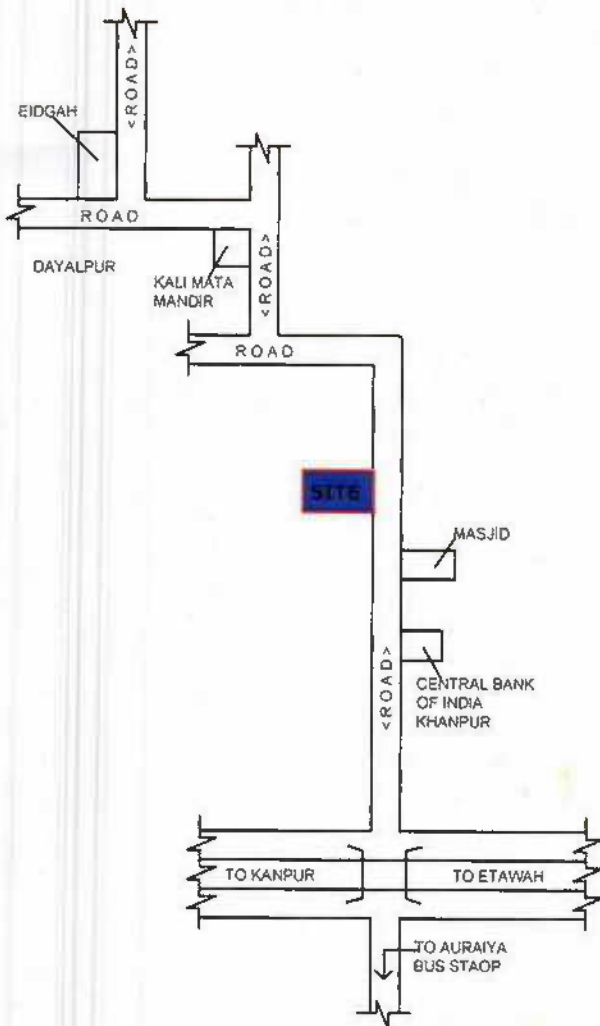 <ROAD>
EIDGAH
ROAD
<ROAD>
DAYALPUR
KALI MATA
MANDIR
ROAD
SITE
MASJID
<ROAD>
CENTRAL BANK
OF INDIA
KHANPUR
TO KANPUR
TO ETAWAH
TO AURAIYA
BUS STAOP